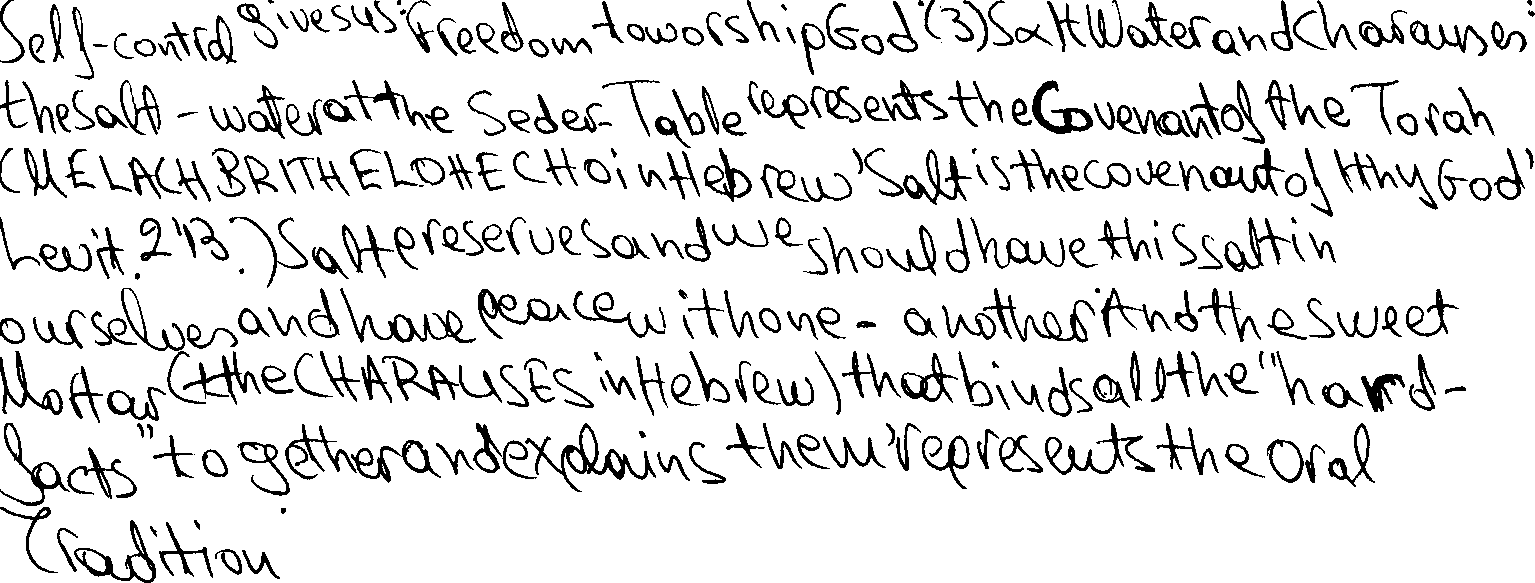 Self-control gives us: Freedom to worship God' (3) Salt Water and Charauses:
the Salt-water at the Seder-Table represents the Covenant of the Torah
(MELACH BRITH ELOHECHO in Hebrew 'Salt is the covenant of thy God'
Levit. 2'13.) Salt preserves and we should have this salt in
ourselves and have peace with one-another' And the sweet
Mortar (the CHARAUSES in Hebrew) that binds all the "hard-
facts" together and explains them' represents the Oral
Tradition.